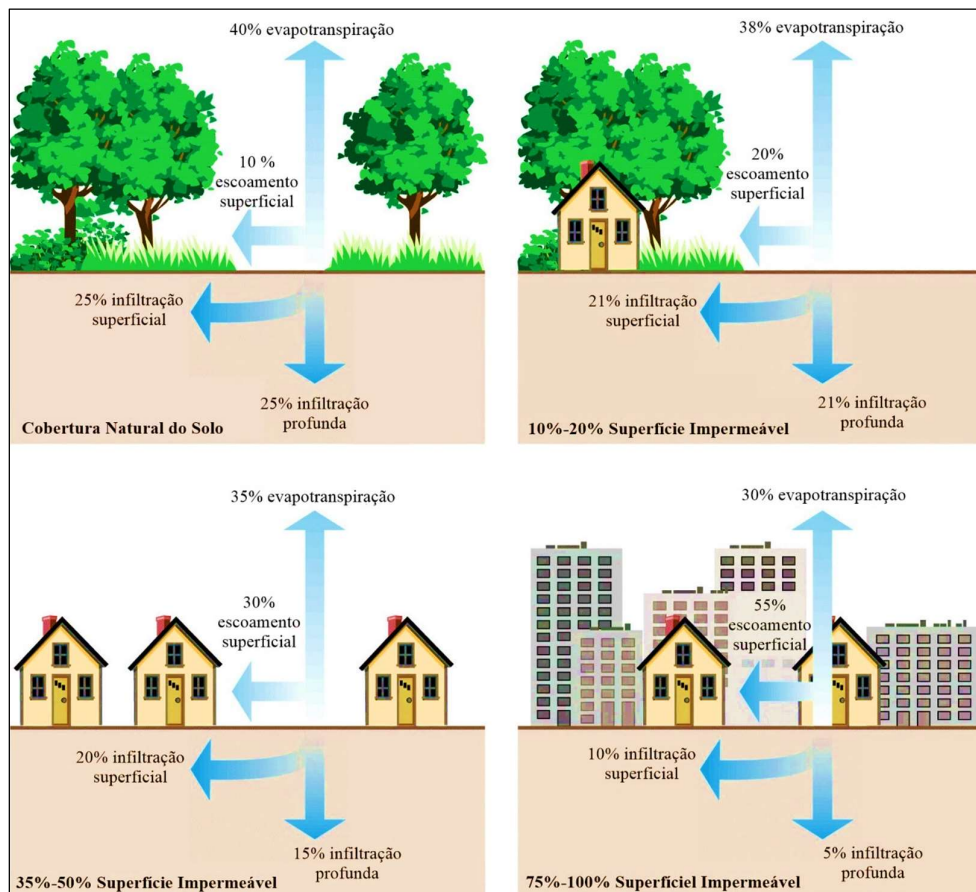 40% evapotranspiração
10 %
escoamento
superficial
25% infiltração
superficial
25% infiltração
profunda
Cobertura Natural do Solo
38% evapotranspiração
20%
escoamento
superficial
21% infiltração
superficial
21% infiltração
profunda
10%-20% Superfície Impermeável
35% evapotranspiração
30%
escoamento
superficial
20% infiltração
superficial
15% infiltração
profunda
35%-50% Superfície Impermeável
30% evapotranspiração
55%
escoamento
superficial
10% infiltração
superficial
5% infiltração
profunda
75%-100% Superfíciel Impermeável